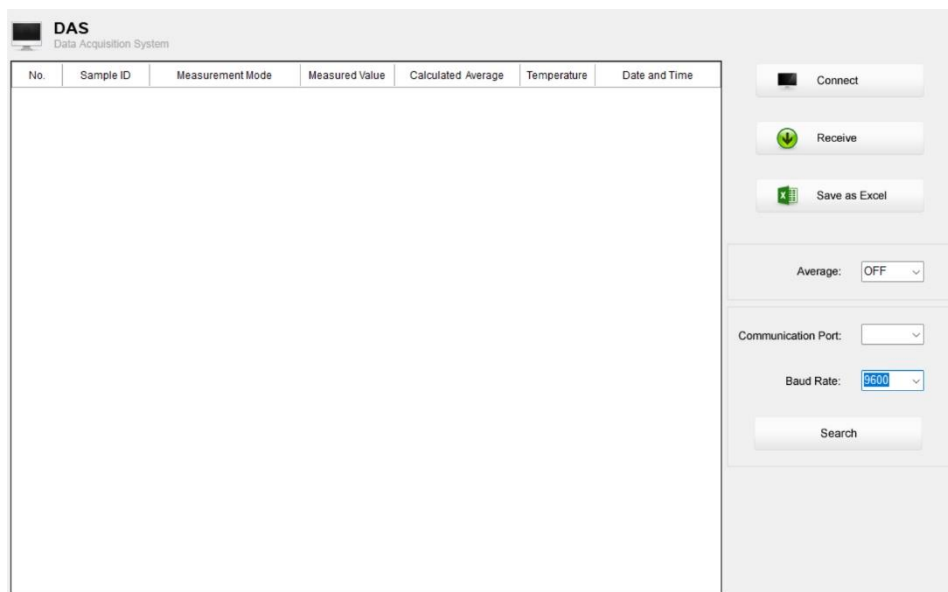 DAS
Data Acquisition System
No. Sample ID Measurement Mode Measured Value Calculated Average Temperature Date and Time
Connect
Receive
Save as Excel
Average: OFF
Communication Port:
Baud Rate: 9600
Search